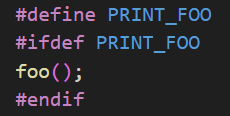 #define PRINT_FOO
#ifdef PRINT_FOO
foo();
#endif